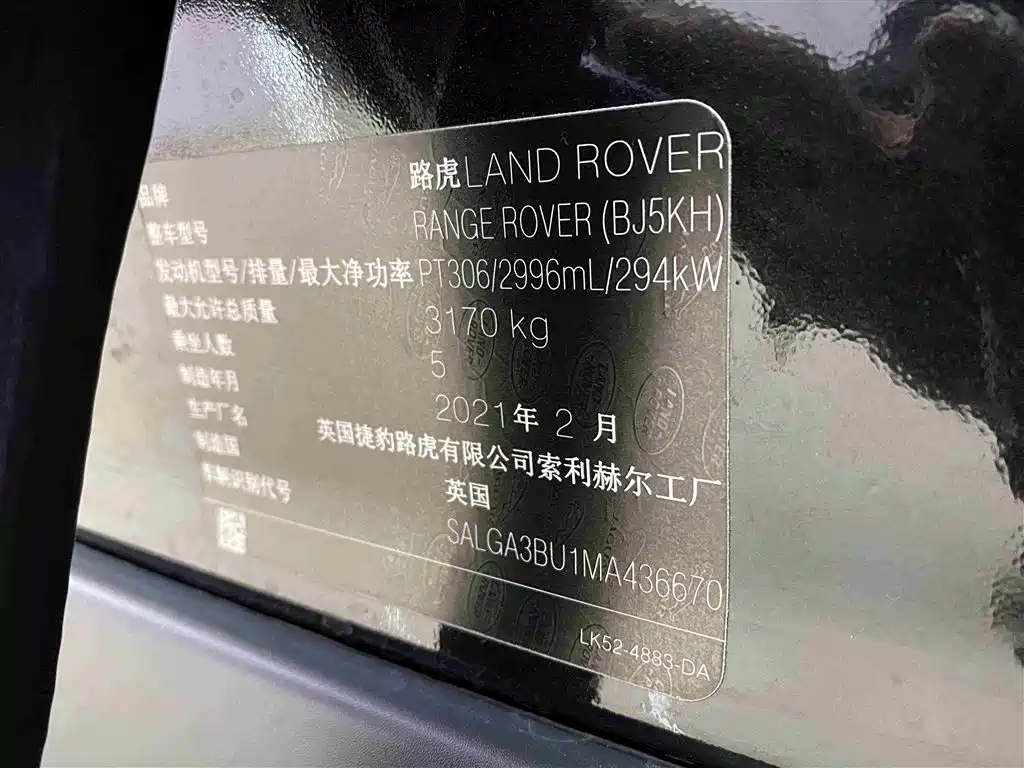 品牌 路虎LAND ROVER
整车型号 RANGE ROVER (BJ5KH)
发动机型号/排量/最大净功率 PT306/2996mL/294kW
最大允许总质量 3170 kg
乘坐人数 5
制造年月 2021年 2 月
生产厂名 英国捷豹路虎有限公司索利赫尔工厂
制造国 英国
车辆识别代号 SALGA3BU1MA436670
LK52-4883-DA